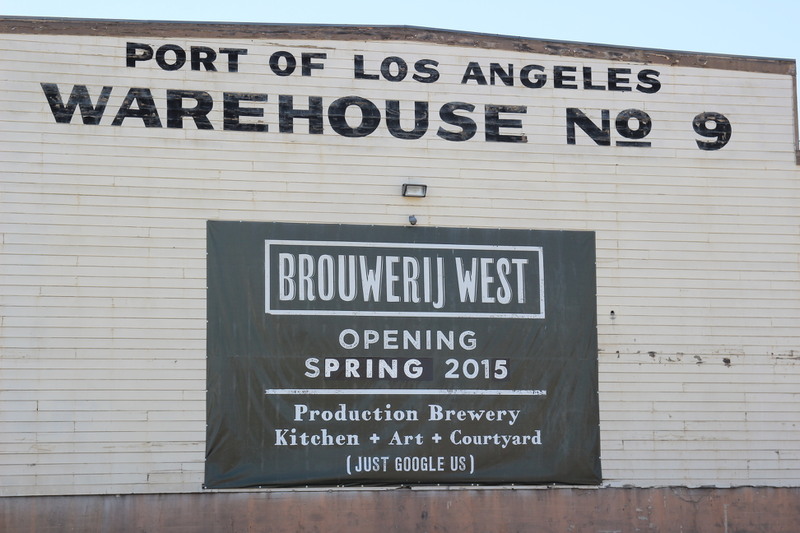 PORT OF LOS ANGELES
WAREHOUSE No 9
BROUWERIJ WEST
OPENING
SPRING 2015
Production Brewery
Kitchen + Art + Courtyard
(JUST GOOGLE US)